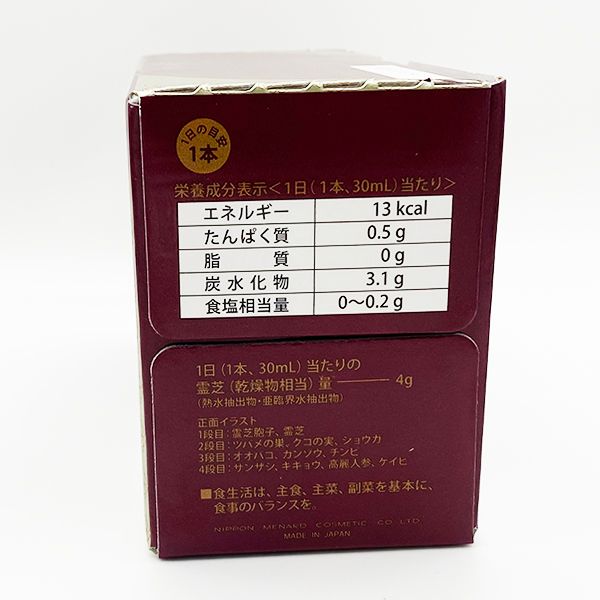 1日の目安
1本
栄養成分表示＜1日(1本、30mL)当たり＞
エネルギー 13 kcal
たんぱく質 0.5 g
脂質 0 g
炭水化物 3.1 g
食塩相当量 0〜0.2 g
1日(1本、30mL)当たりの
霊芝(乾燥物相当)量 ——— 4g
(熱水抽出物・亜臨界水抽出物)
正面イラスト
1段目：霊芝胞子、霊芝
2段目：ツバメの巣、クコの実、ショウガ
3段目：オオバコ、カンゾウ、チンピ
4段目：サンザシ、キキョウ、高麗人参、ケイヒ
■食生活は、主食、主菜、副菜を基本に、
食事のバランスを。
NIPPON MENARD COSMETIC CO., LTD.
MADE IN JAPAN